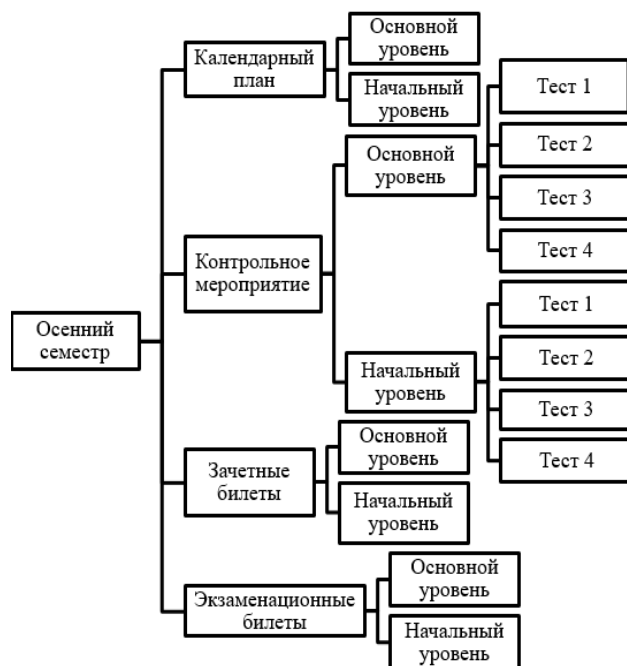 Осенний
семестр
Календарный
план
Основной
уровень
Начальный
уровень
Контрольное
мероприятие
Основной
уровень
Тест 1
Тест 2
Тест 3
Тест 4
Начальный
уровень
Тест 1
Тест 2
Тест 3
Тест 4
Зачетные
билеты
Основной
уровень
Начальный
уровень
Экзаменационные
билеты
Основной
уровень
Начальный
уровень